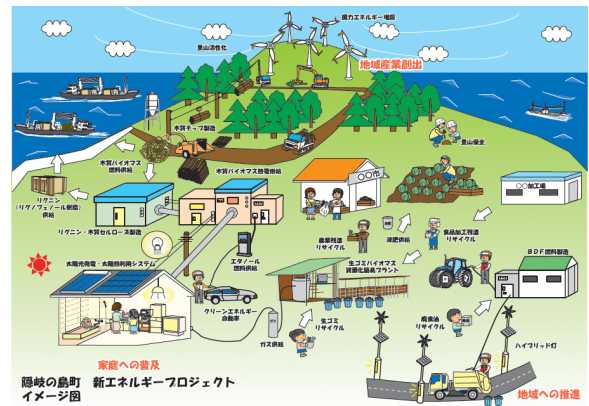 風力エネルギー増設
里山活性化
地域産業創出
木質チップ製造
里山保全
木質バイオマス
燃料供給
木質バイオマス熱電併給
○○市
○○加工場
リグニン
(リグノフェノール樹脂)
供給
リグニン・木質セルロース製造
農業残渣
リサイクル
液肥供給
食品加工残渣
リサイクル
太陽光発電・太陽熱利用システム
エタノール
燃料供給
生ゴミバイオマス
資源化簡易プラント
BDF燃料製造
クリーンエネルギー
自動車
ガス供給
生ゴミ
リサイクル
廃食油
リサイクル
ハイブリッド灯
家庭への普及
隠岐の島町 新エネルギープロジェクト
イメージ図
地域への推進